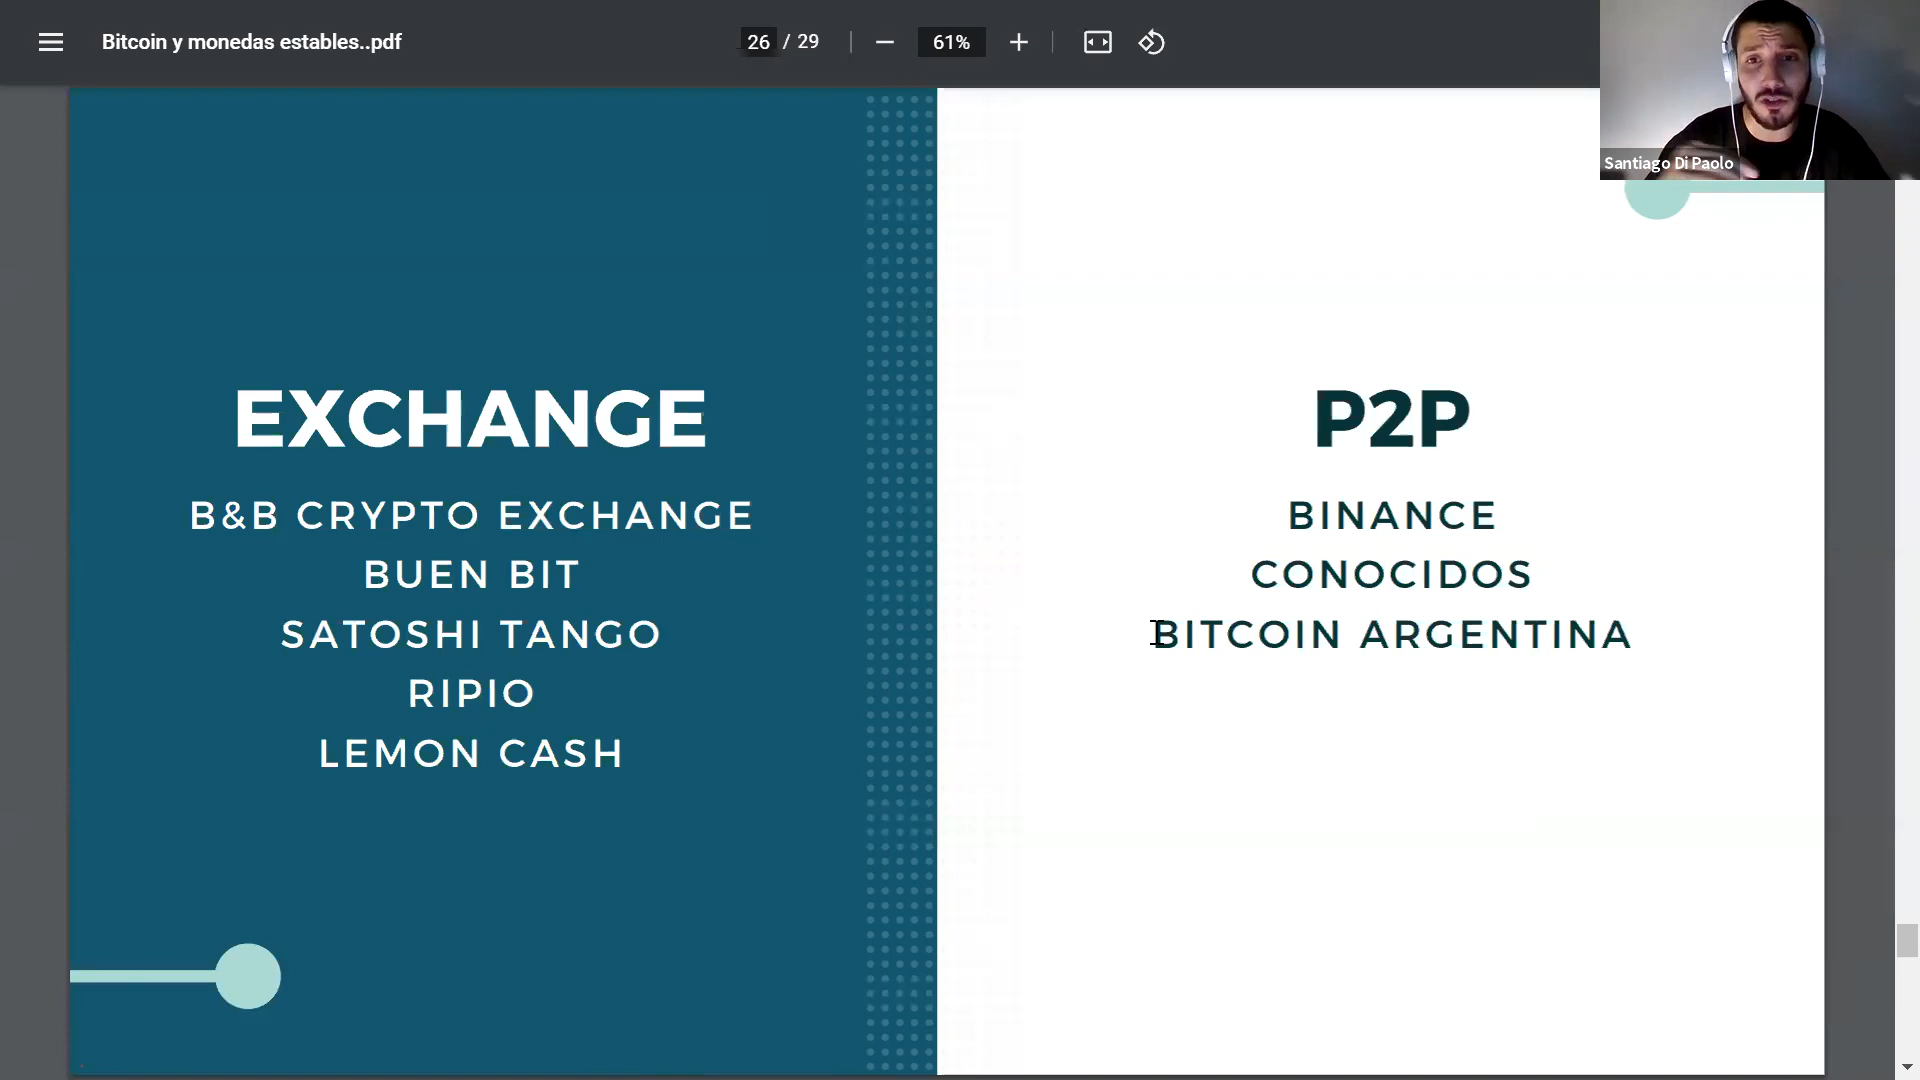 Bitcoin y monedas estables..pdf
26 / 29
61%
Santiago Di Paolo
EXCHANGE
B&B CRYPTO EXCHANGE
BUEN BIT
SATOSHI TANGO
RIPIO
LEMON CASH
P2P
BINANCE
CONOCIDOS
BITCOIN ARGENTINA